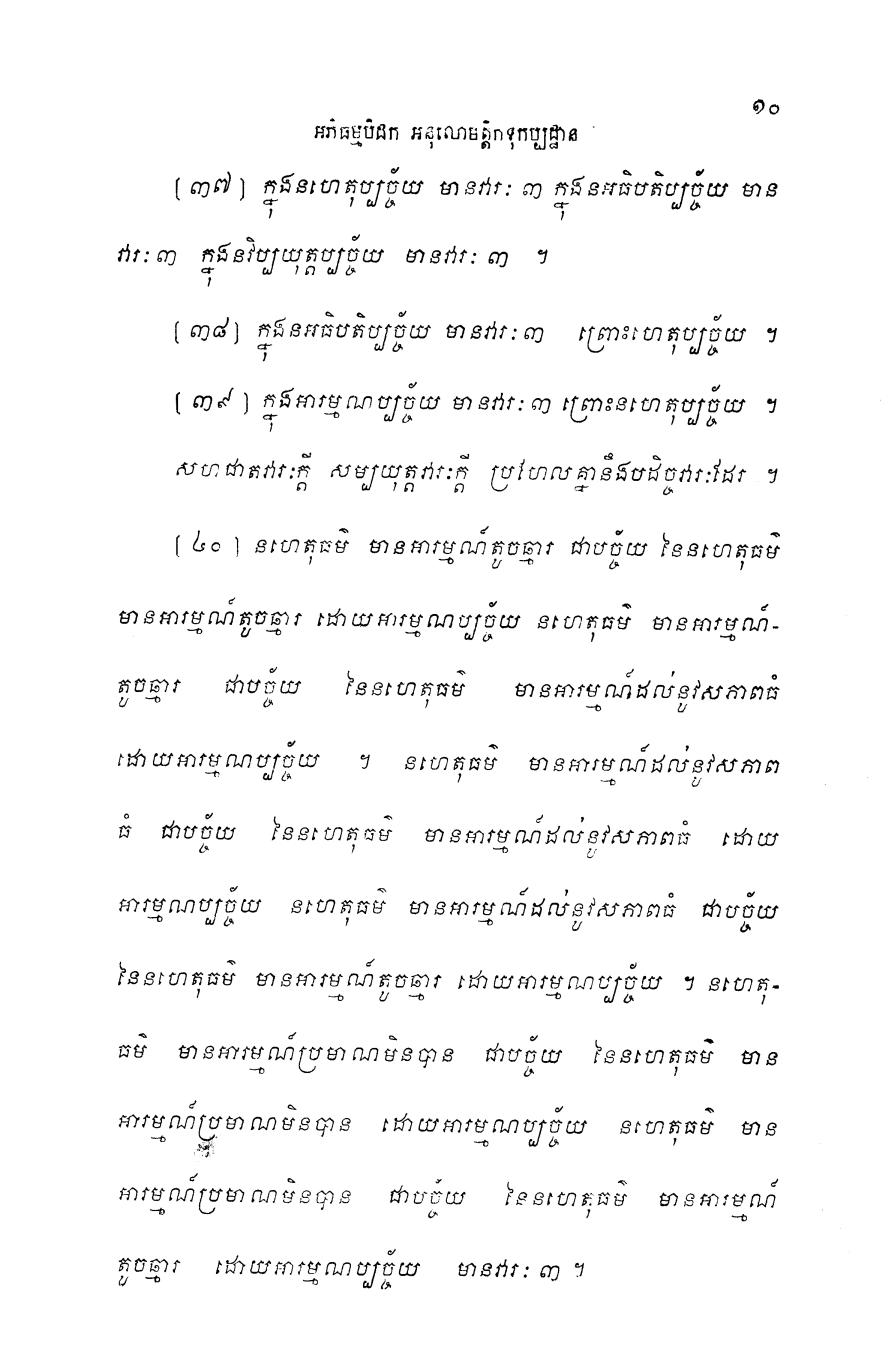 ១០
អភិធម្មបិដក អនុលោមត្តិកទុកប្បដ្ឋាន
[ ៣៧ ] ក្នុងនហេតុប្បច្ច័យ មានវារៈ ៣ ក្នុងនអធិបតិប្បច្ច័យ មាន
វារៈ ៣ ក្នុងនវិប្បយុត្តប្បច្ច័យ មានវារៈ ៣ ។
[ ៣៨ ] ក្នុងនអធិបតិប្បច្ច័យ មានវារៈ ៣ ព្រោះហេតុប្បច្ច័យ ។
[ ៣៩ ] ក្នុងអារម្មណប្បច្ច័យ មានវារៈ ៣ ព្រោះនហេតុប្បច្ច័យ ។
សហជាតវារៈក្តី សម្បយុត្តវារៈក្តី ប្រហែលគ្នានឹងបដិច្ចវារៈដែរ ។
[ ៤០ ] នហេតុធម៌ មានអារម្មណ៍តូចឆ្មារ ជាបច្ច័យ នៃនហេតុធម៌
មានអារម្មណ៍តូចឆ្មារ ដោយអារម្មណប្បច្ច័យ នហេតុធម៌ មានអារម្មណ៍-
តូចឆ្មារ ជាបច្ច័យ នៃនហេតុធម៌ មានអារម្មណ៍ដល់នូវសភាពធំ
ដោយអារម្មណប្បច្ច័យ ។ នហេតុធម៌ មានអារម្មណ៍ដល់នូវសភាព
ធំ ជាបច្ច័យ នៃនហេតុធម៌ មានអារម្មណ៍ដល់នូវសភាពធំ ដោយ
អារម្មណប្បច្ច័យ នហេតុធម៌ មានអារម្មណ៍ដល់នូវសភាពធំ ជាបច្ច័យ
នៃនហេតុធម៌ មានអារម្មណ៍តូចឆ្មារ ដោយអារម្មណប្បច្ច័យ ។ នហេតុ-
ធម៌ មានអារម្មណ៍ប្រមាណមិនបាន ជាបច្ច័យ នៃនហេតុធម៌ មាន
អារម្មណ៍ប្រមាណមិនបាន ដោយអារម្មណប្បច្ច័យ នហេតុធម៌ មាន
អារម្មណ៍ប្រមាណមិនបាន ជាបច្ច័យ នៃនហេតុធម៌ មានអារម្មណ៍
តូចឆ្មារ ដោយអារម្មណប្បច្ច័យ មានវារៈ ៣ ។